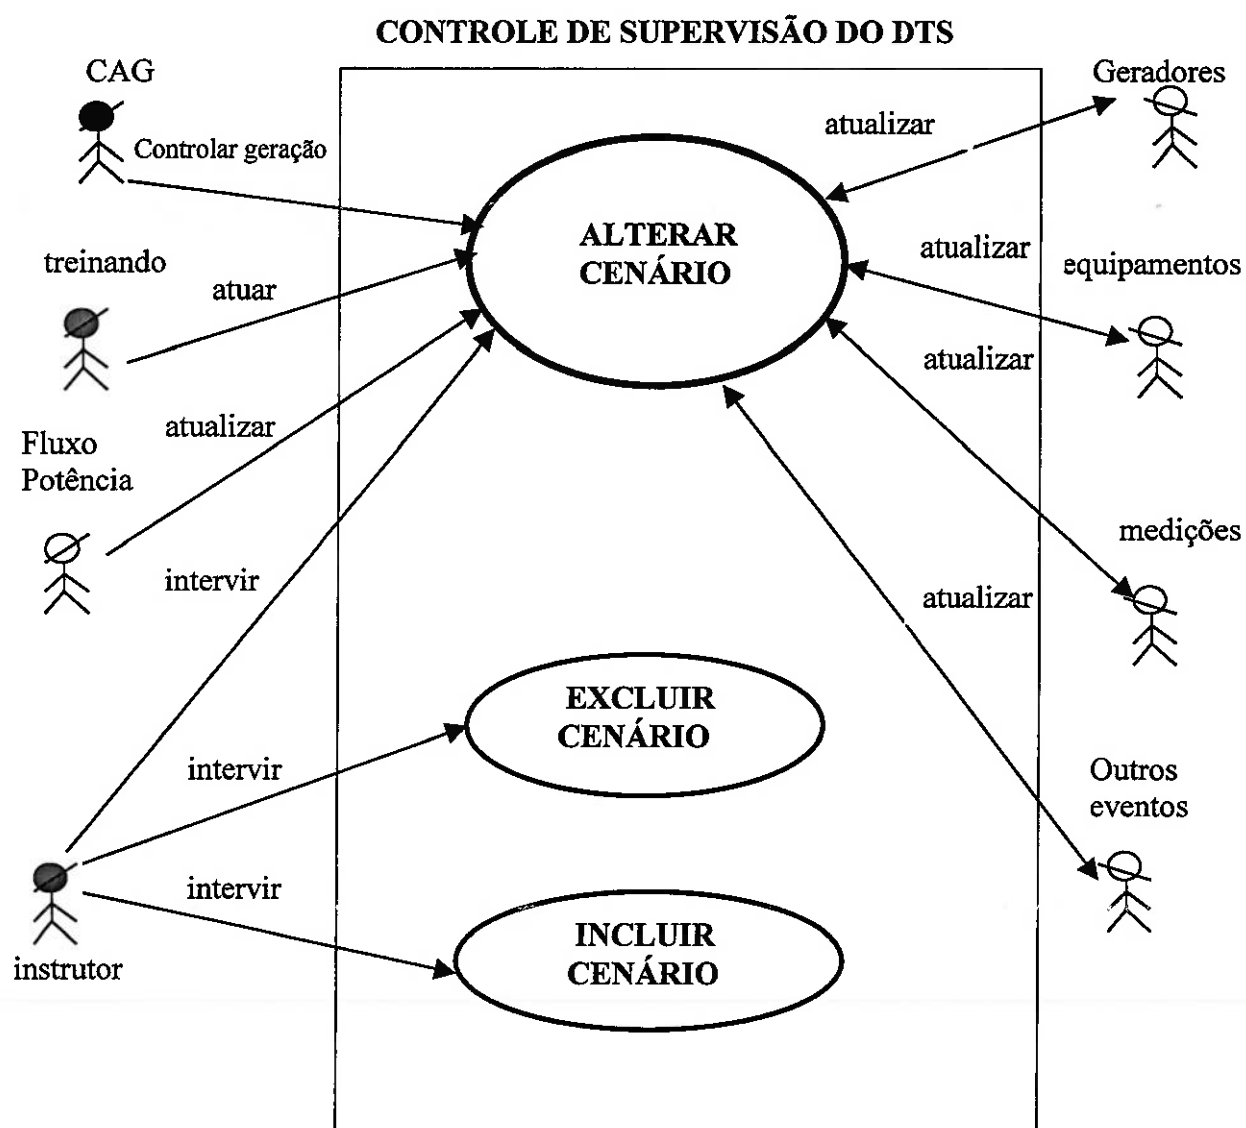 CONTROLE DE SUPERVISÃO DO DTS
CAG
Geradores
atualizar
Controlar geração
ALTERAR
CENÁRIO
treinando
atuar
atualizar
equipamentos
atualizar
Fluxo
Potência
atualizar
intervir
medições
atualizar
EXCLUIR
CENÁRIO
intervir
Outros
eventos
intervir
INCLUIR
CENÁRIO
instrutor